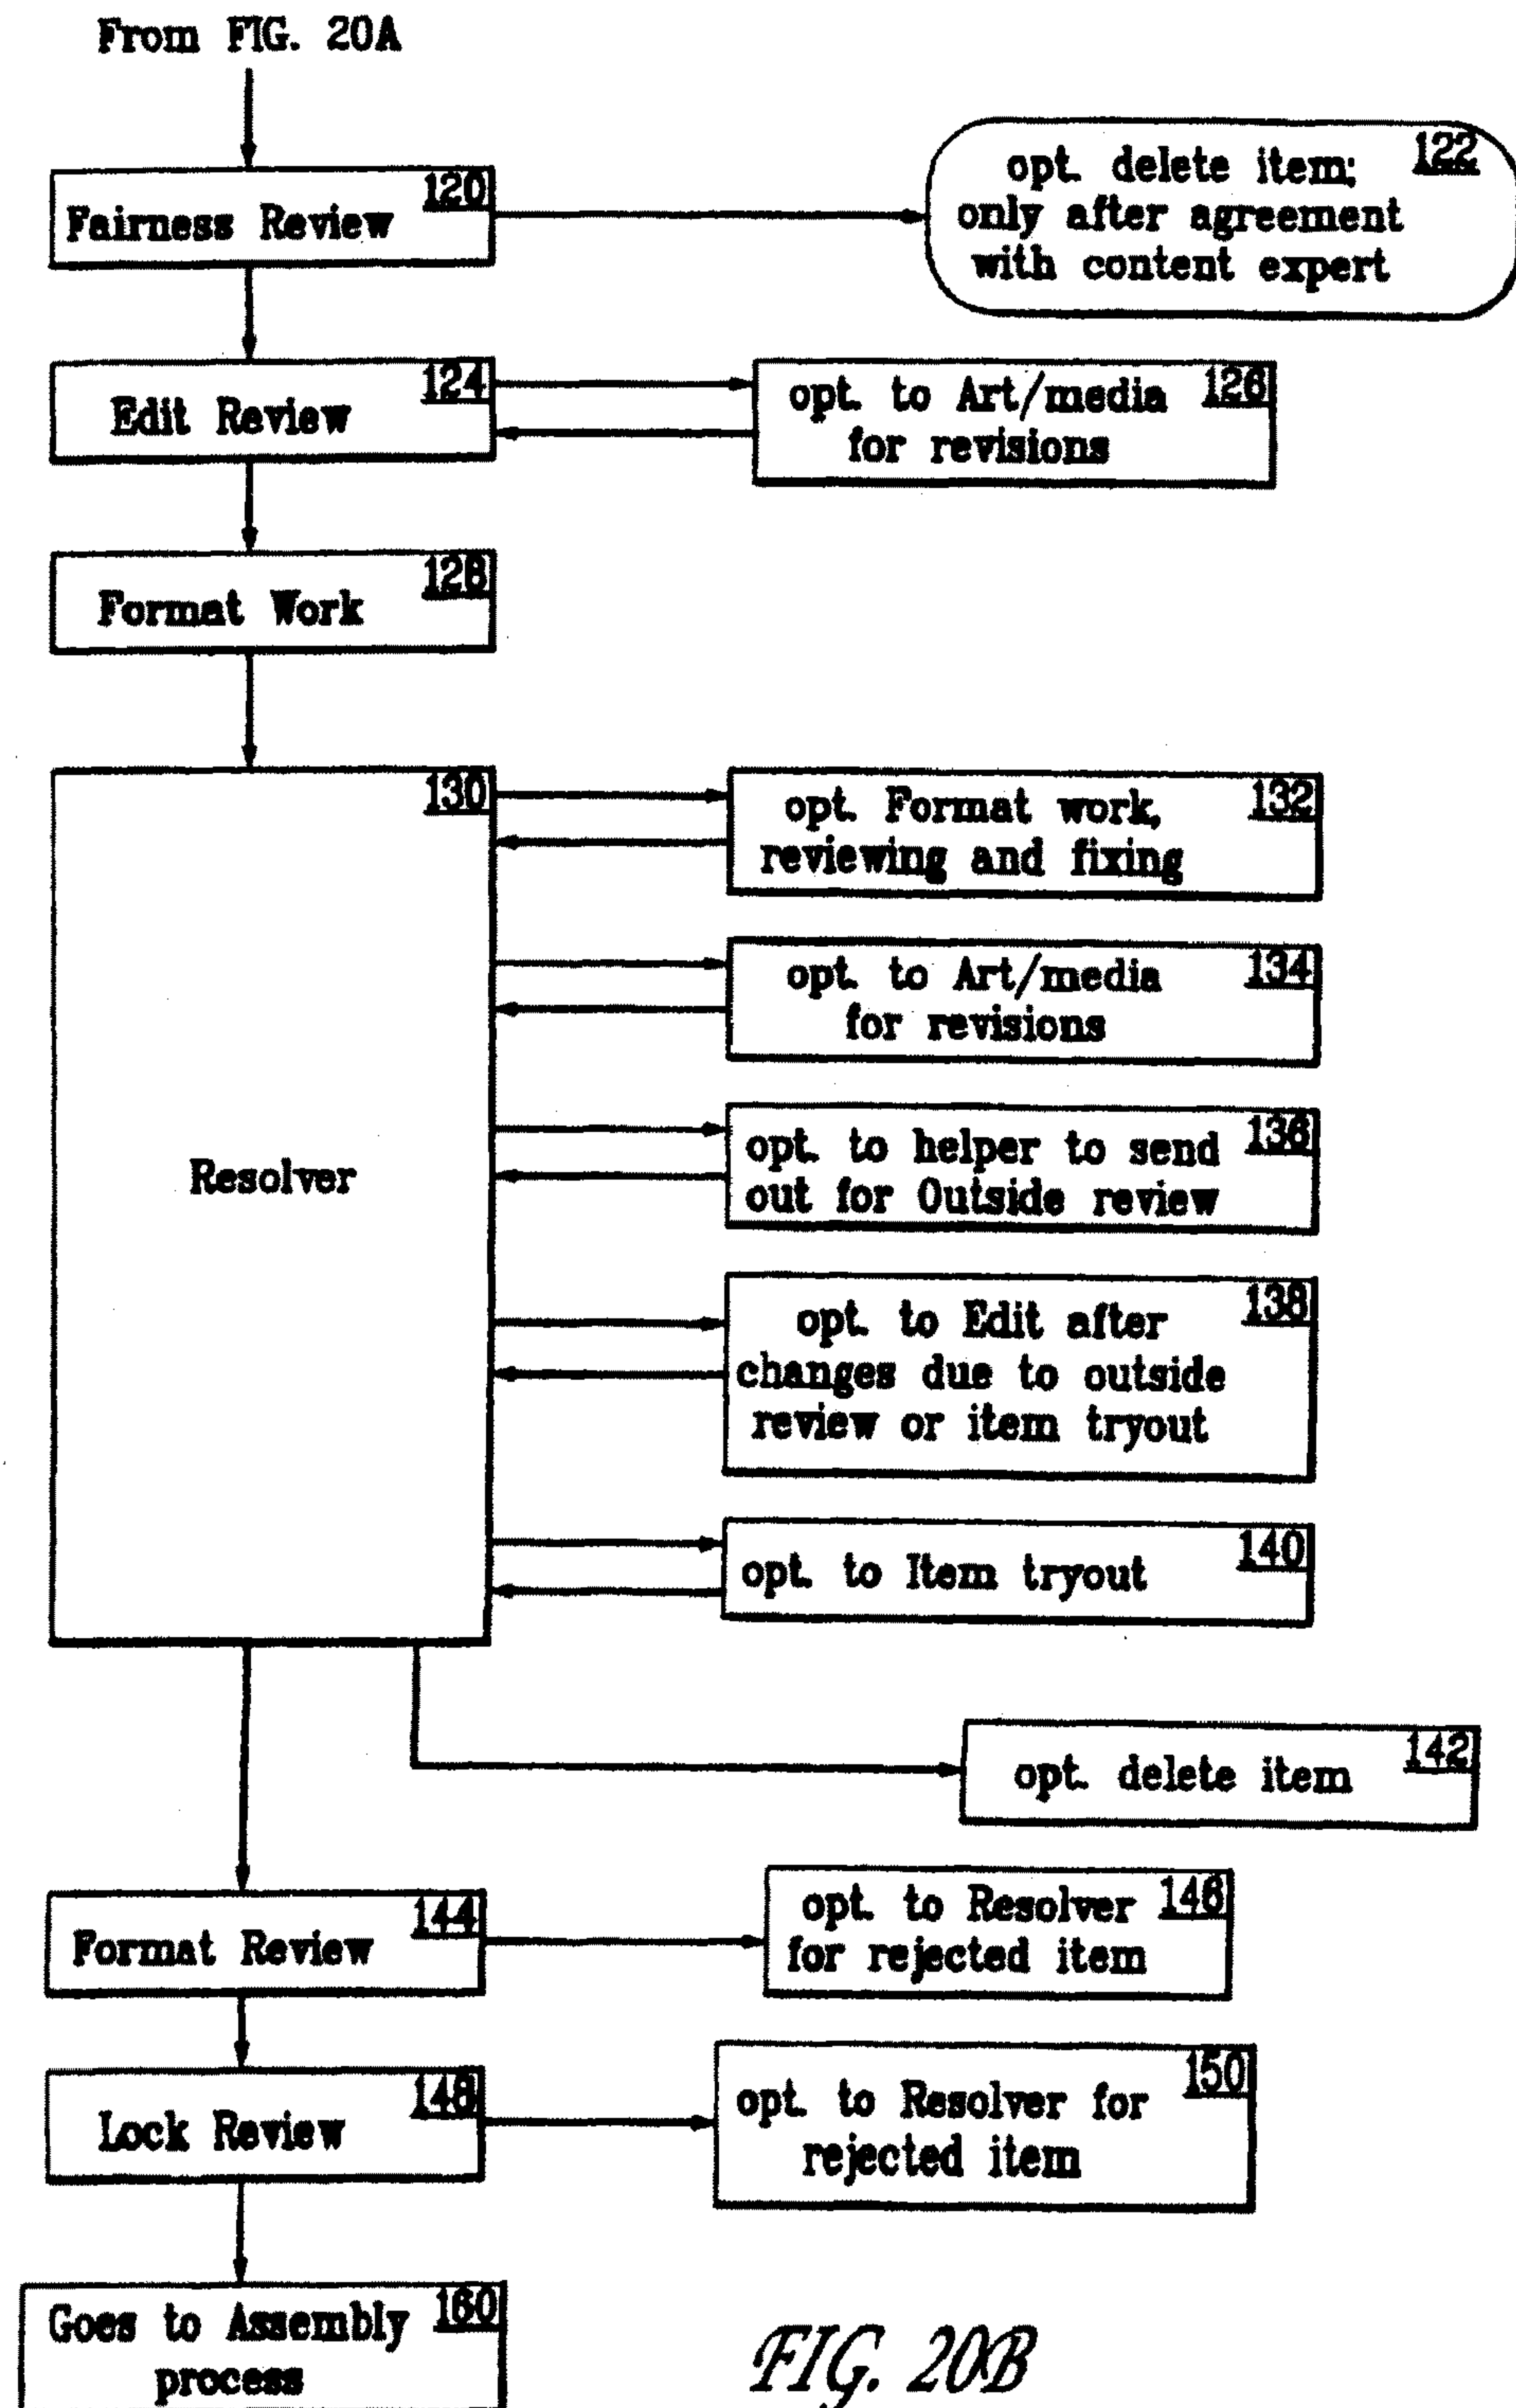 From FIG. 20A
120
Fairness Review
122
opt. delete item;
only after agreement
with content expert
124
Edit Review
126
opt. to Art/media
for revisions
128
Format Work
130
Resolver
132
opt. Format work,
reviewing and fixing
134
opt. to Art/media
for revisions
136
opt. to helper to send
out for Outside review
138
opt. to Edit after
changes due to outside
review or item tryout
140
opt. to Item tryout
142
opt. delete item
144
Format Review
146
opt. to Resolver
for rejected item
148
Lock Review
150
opt. to Resolver for
rejected item
160
Goes to Assembly
process
FIG. 20B